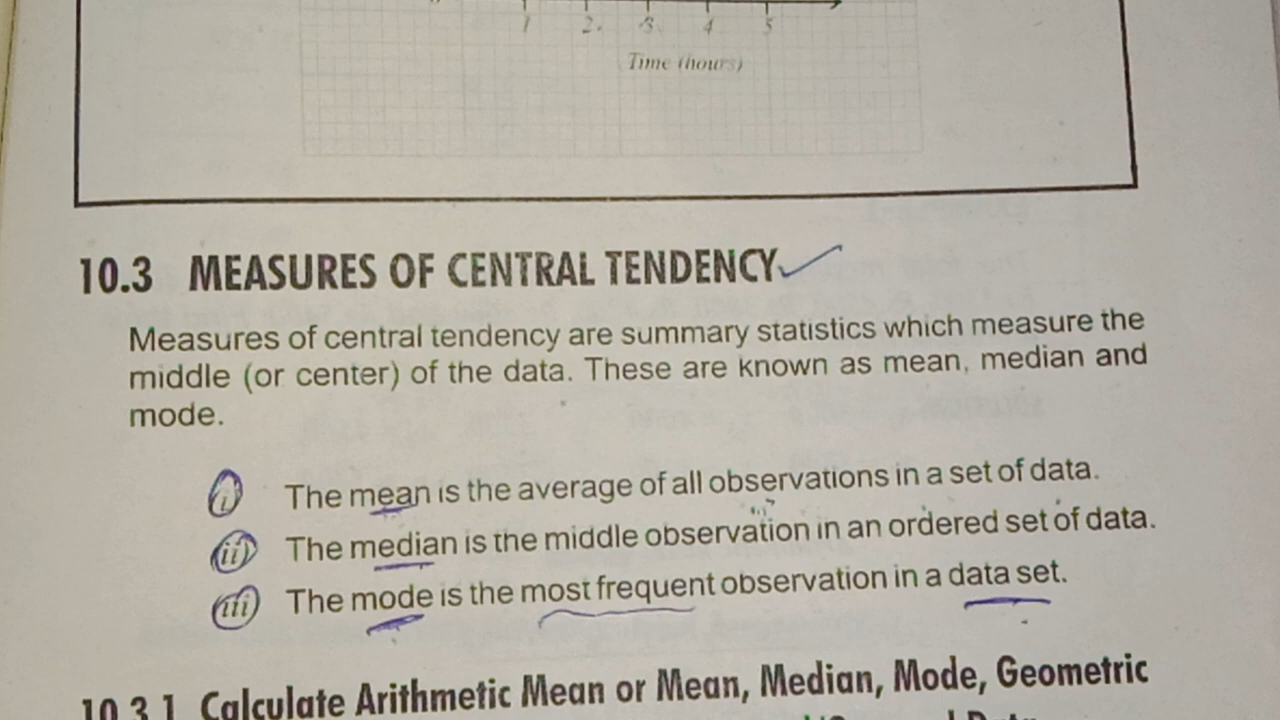 1 2 3 4 5
Time (hours)
10.3 MEASURES OF CENTRAL TENDENCY
Measures of central tendency are summary statistics which measure the
middle (or center) of the data. These are known as mean, median and
mode.
i
The mean is the average of all observations in a set of data.
ii) The median is the middle observation in an ordered set of data.
iii) The mode is the most frequent observation in a data set.
10.3.1 Calculate Arithmetic Mean or Mean, Median, Mode, Geometric